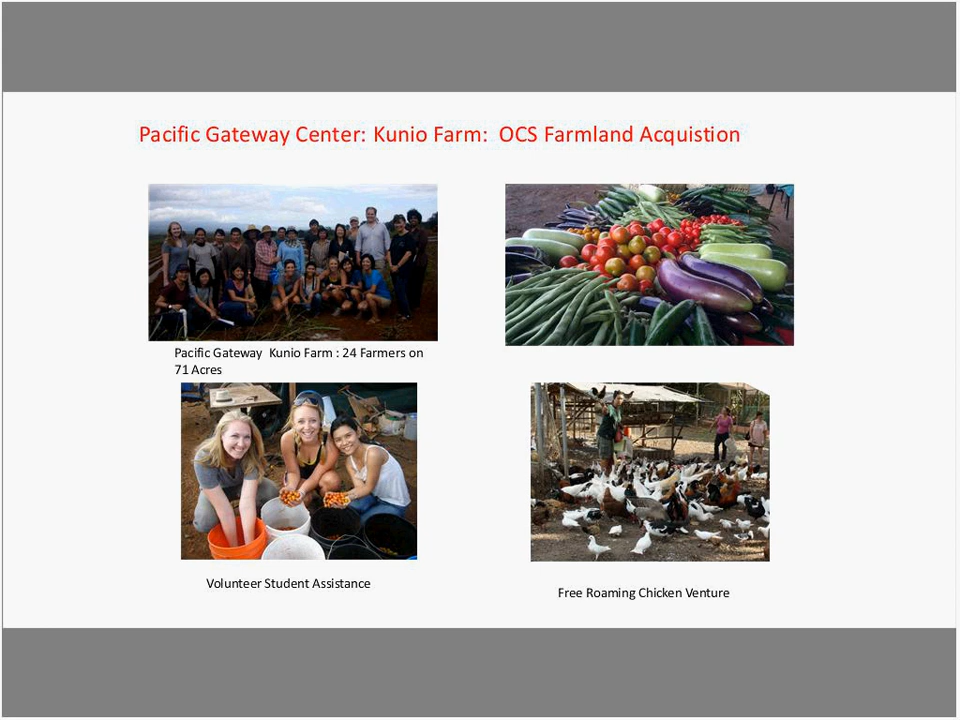 Pacific Gateway Center: Kunio Farm:  OCS Farmland Acquistion
Pacific Gateway  Kunio Farm : 24 Farmers on
71 Acres
Volunteer Student Assistance
Free Roaming Chicken Venture